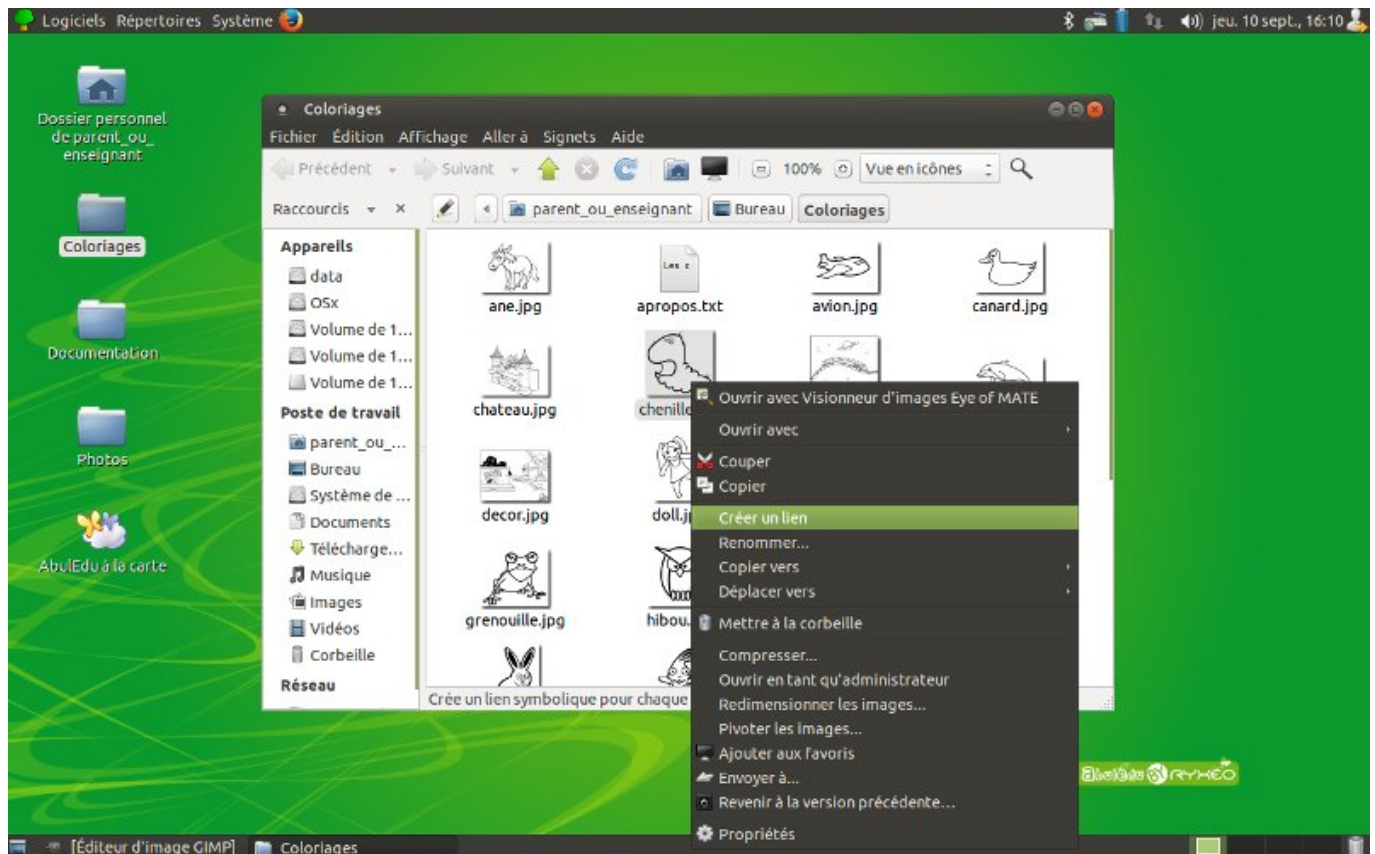 Logiciels Répertoires Système
jeu. 10 sept., 16:10
Dossier personnel
de parent_ou_
enseignant
Coloriages
Documentation
Photos
AbulEdu à la carte
Coloriages
Fichier Édition Affichage Aller à Signets Aide
Précédent Suivant 100% Vue en icônes
Raccourcis parent_ou_enseignant Bureau Coloriages
Appareils
data
OSx
Volume de 1...
Volume de 1...
Volume de 1...
Poste de travail
parent_ou_...
Bureau
Système de ...
Documents
Télécharge...
Musique
Images
Vidéos
Corbeille
Réseau
Les c
ane.jpg apropos.txt avion.jpg canard.jpg
chateau.jpg chenille
decor.jpg doll.j
grenouille.jpg hibou.
Crée un lien symbolique pour chaque
Ouvrir avec Visionneur d'images Eye of MATE
Ouvrir avec
Couper
Copier
Créer un lien
Renommer...
Copier vers
Déplacer vers
Mettre à la corbeille
Compresser...
Ouvrir en tant qu'administrateur
Redimensionner les images...
Pivoter les images...
Ajouter aux favoris
Envoyer à...
Revenir à la version précédente...
Propriétés
AbulÉdu RYXÉO
[Éditeur d'image GIMP] Coloriages